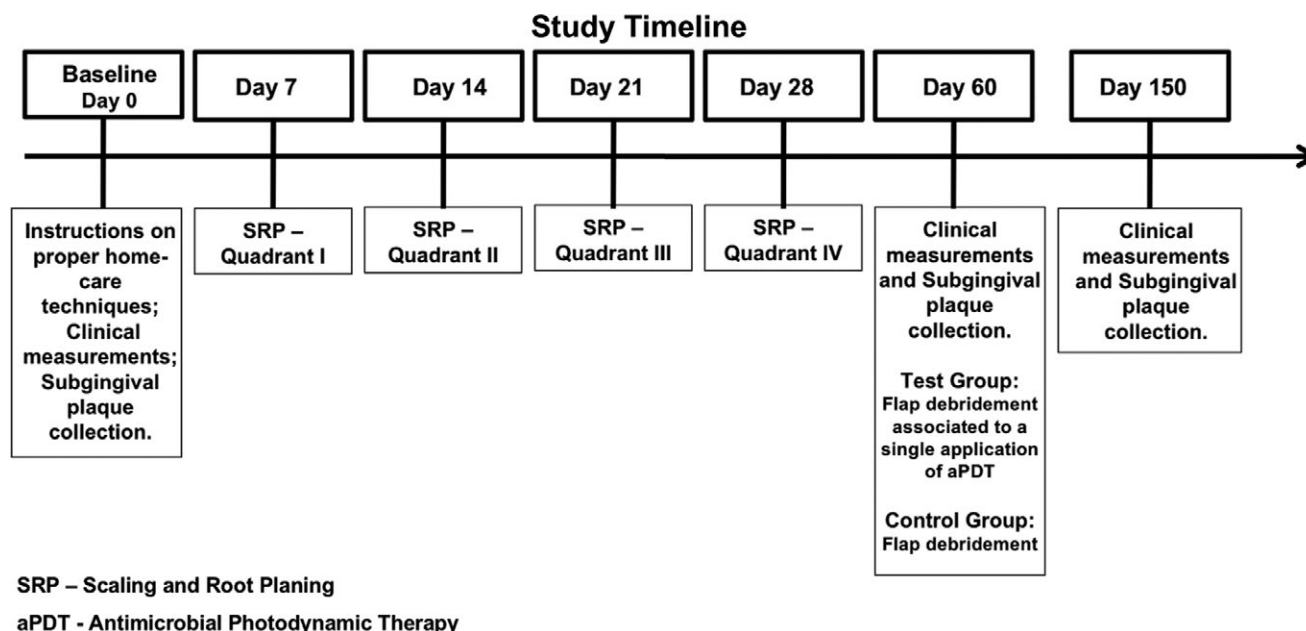 Study Timeline
Baseline
Day 0
Day 7
Day 14
Day 21
Day 28
Day 60
Day 150
Instructions on
proper home-
care
techniques;
Clinical
measurements;
Subgingival
plaque
collection.
SRP –
Quadrant I
SRP –
Quadrant II
SRP –
Quadrant III
SRP –
Quadrant IV
Clinical
measurements
and Subgingival
plaque
collection.
Test Group:
Flap debridement
associated to a
single application
of aPDT
Control Group:
Flap debridement
Clinical
measurements
and Subgingival
plaque
collection.
SRP – Scaling and Root Planing
aPDT - Antimicrobial Photodynamic Therapy